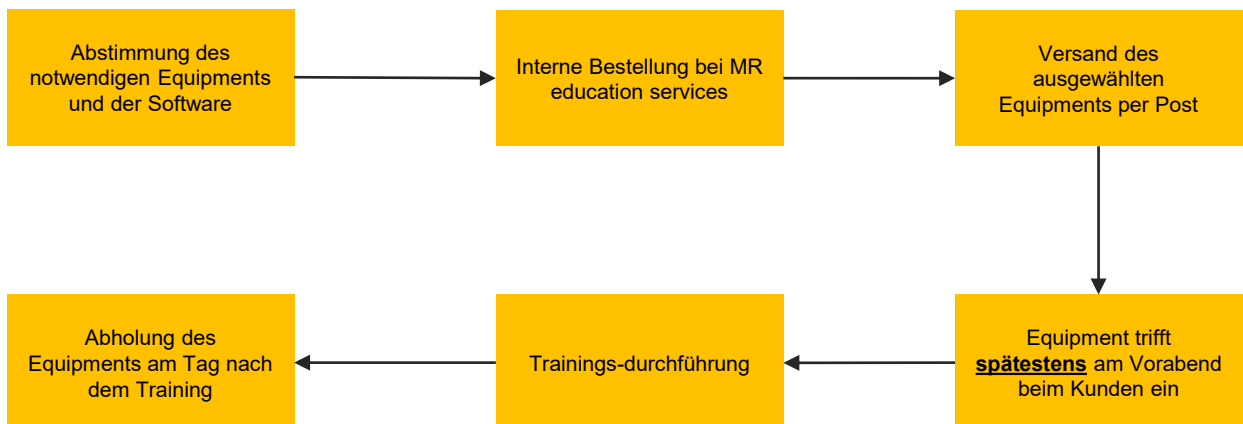 Abstimmung des
notwendigen Equipments
und der Software
Interne Bestellung bei MR
education services
Versand des
ausgewählten
Equipments per Post
Equipment trifft
spätestens am Vorabend
beim Kunden ein
Trainings-durchführung
Abholung des
Equipments am Tag nach
dem Training